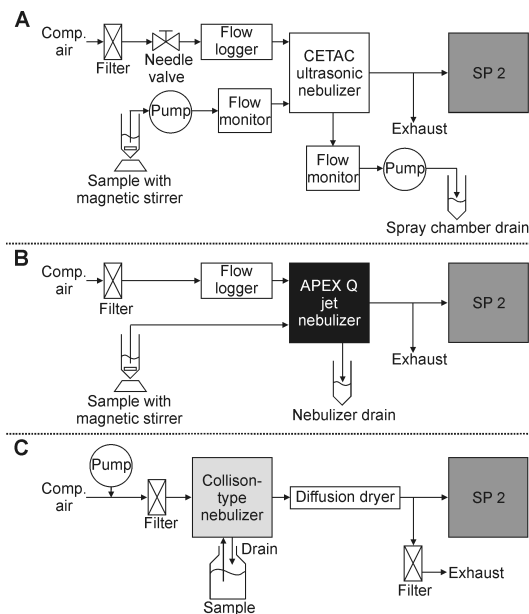 A
Comp.
air
Filter
Needle
valve
Flow
logger
CETAC
ultrasonic
nebulizer
SP 2
Pump
Flow
monitor
Exhaust
Sample with
magnetic stirrer
Flow
monitor
Pump
Spray chamber drain
B
Comp.
air
Filter
Flow
logger
APEX Q
jet
nebulizer
SP 2
Exhaust
Sample with
magnetic stirrer
Nebulizer drain
C
Pump
Comp.
air
Filter
Collison-
type
nebulizer
Diffusion dryer
SP 2
Drain
Sample
Filter
Exhaust